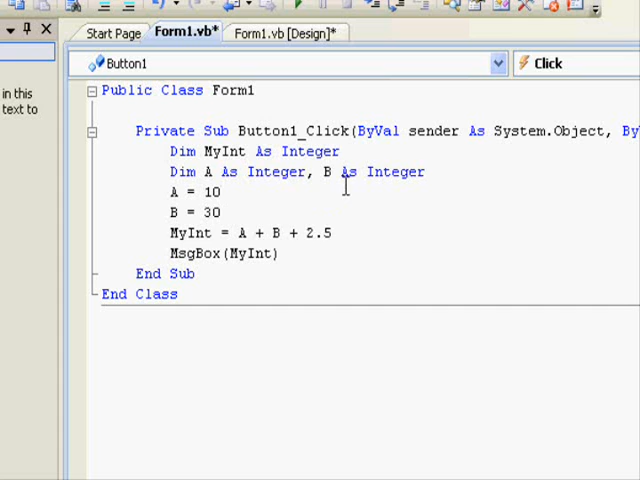 Start Page
Form1.vb*
Form1.vb [Design]*
Button1
Click
in this
text to
Public Class Form1
Private Sub Button1_Click(ByVal sender As System.Object, By
Dim MyInt As Integer
Dim A As Integer, B As Integer
A = 10
B = 30
MyInt = A + B + 2.5
MsgBox(MyInt)
End Sub
End Class